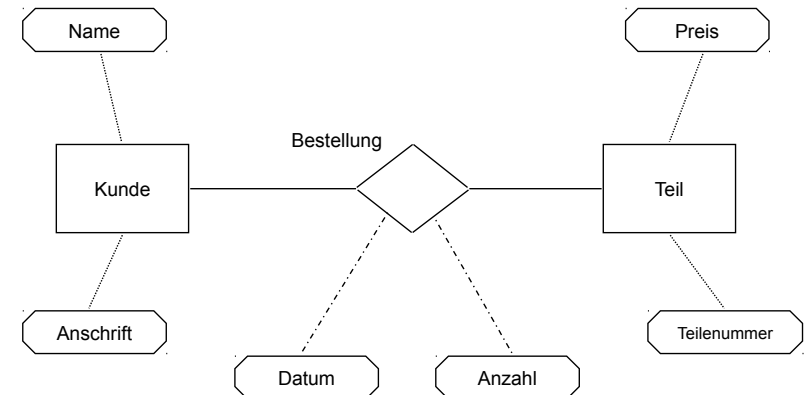 Name
Preis
Bestellung
Kunde
Teil
Anschrift
Teilenummer
Datum
Anzahl